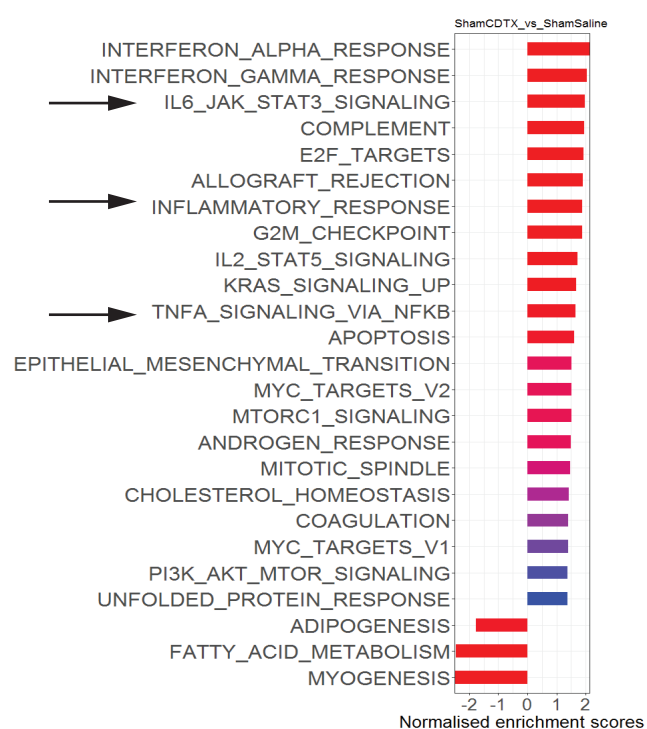 ShamCDTX_vs_ShamSaline
INTERFERON_ALPHA_RESPONSE
INTERFERON_GAMMA_RESPONSE
IL6_JAK_STAT3_SIGNALING
COMPLEMENT
E2F_TARGETS
ALLOGRAFT_REJECTION
INFLAMMATORY_RESPONSE
G2M_CHECKPOINT
IL2_STAT5_SIGNALING
KRAS_SIGNALING_UP
TNFA_SIGNALING_VIA_NFKB
APOPTOSIS
EPITHELIAL_MESENCHYMAL_TRANSITION
MYC_TARGETS_V2
MTORC1_SIGNALING
ANDROGEN_RESPONSE
MITOTIC_SPINDLE
CHOLESTEROL_HOMEOSTASIS
COAGULATION
MYC_TARGETS_V1
PI3K_AKT_MTOR_SIGNALING
UNFOLDED_PROTEIN_RESPONSE
ADIPOGENESIS
FATTY_ACID_METABOLISM
MYOGENESIS
-2 -1 0 1 2
Normalised enrichment scores